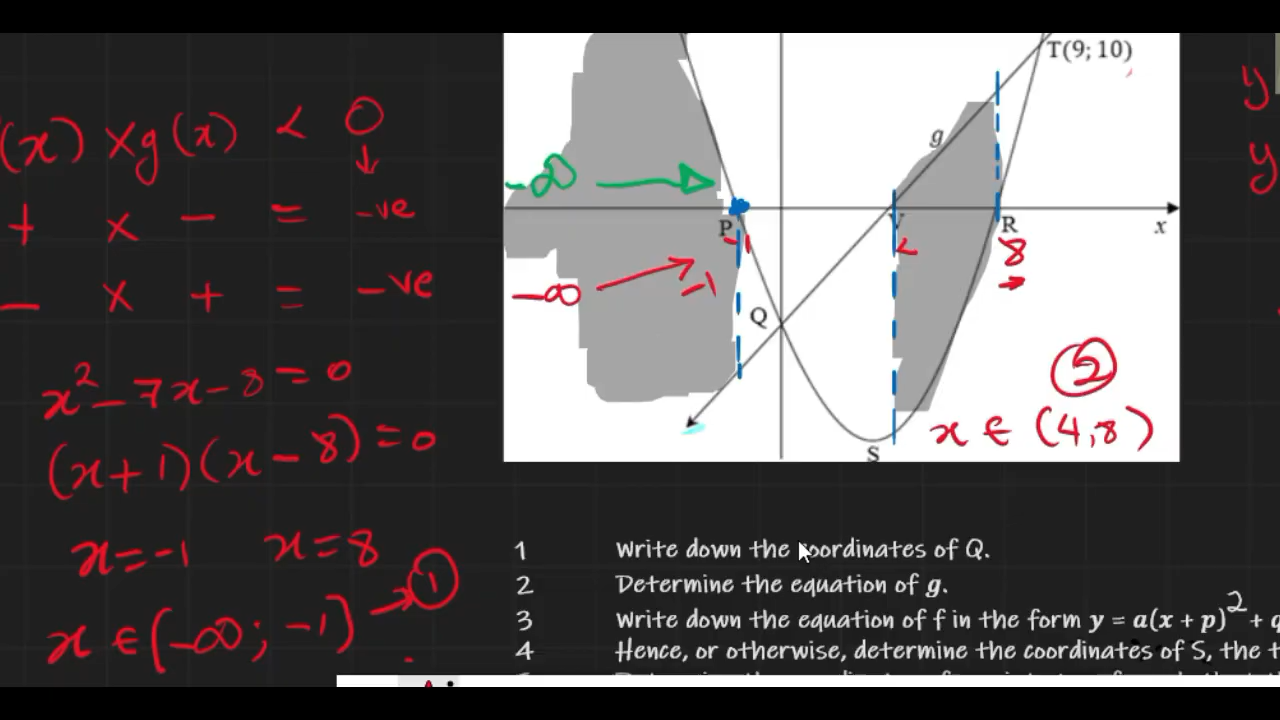 (x) × g(x) < 0
+ × - = -ve
- × + = -ve
x² - 7x - 8 = 0
(x + 1)(x - 8) = 0
x = -1 x = 8
x ∈ (-∞; -1) → ①
T(9; 10)
g
-∞
P
-1
V
R
x
8
-∞
-1
Q
②
x ∈ (4,8)
S
y
y
1 Write down the coordinates of Q.
2 Determine the equation of g.
3 Write down the equation of f in the form y = a(x + p)² + q
4 Hence, or otherwise, determine the coordinates of S, the t